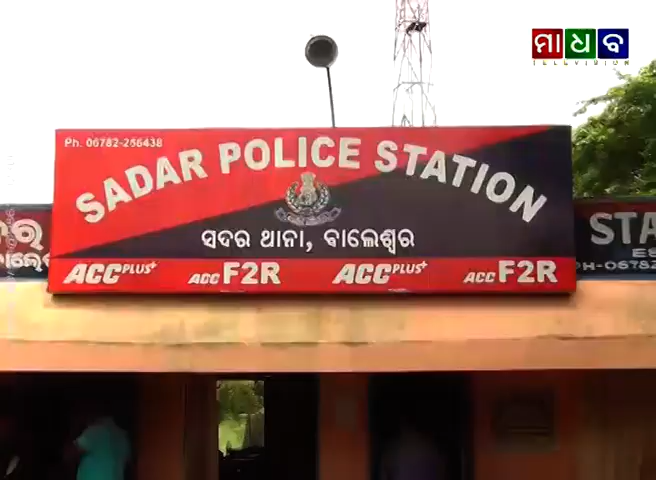 ମାଧବ
TELEVISION
Ph. 06782-256438
SADAR POLICE STATION
ସଦର ଥାନା, ବାଲେଶ୍ୱର
ACC PLUS+ ACC F2R ACC PLUS+ ACC F2R
STA
PH-06782